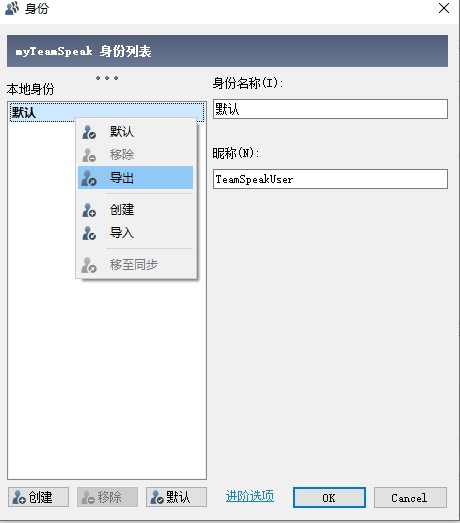 身份
myTeamSpeak 身份列表
本地身份
默认
默认
移除
导出
创建
导入
移至同步
身份名称(I):
默认
昵称(N):
TeamSpeakUser
创建
移除
默认
进阶选项
OK
Cancel